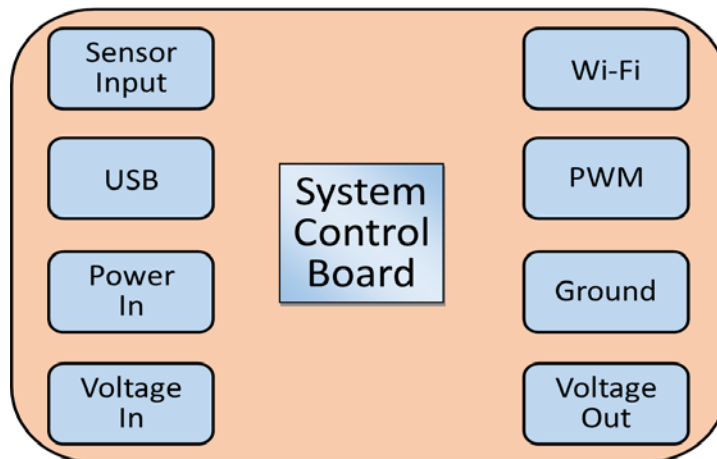 Sensor
Input
Wi-Fi
USB
PWM
System
Control
Board
Power
In
Ground
Voltage
In
Voltage
Out